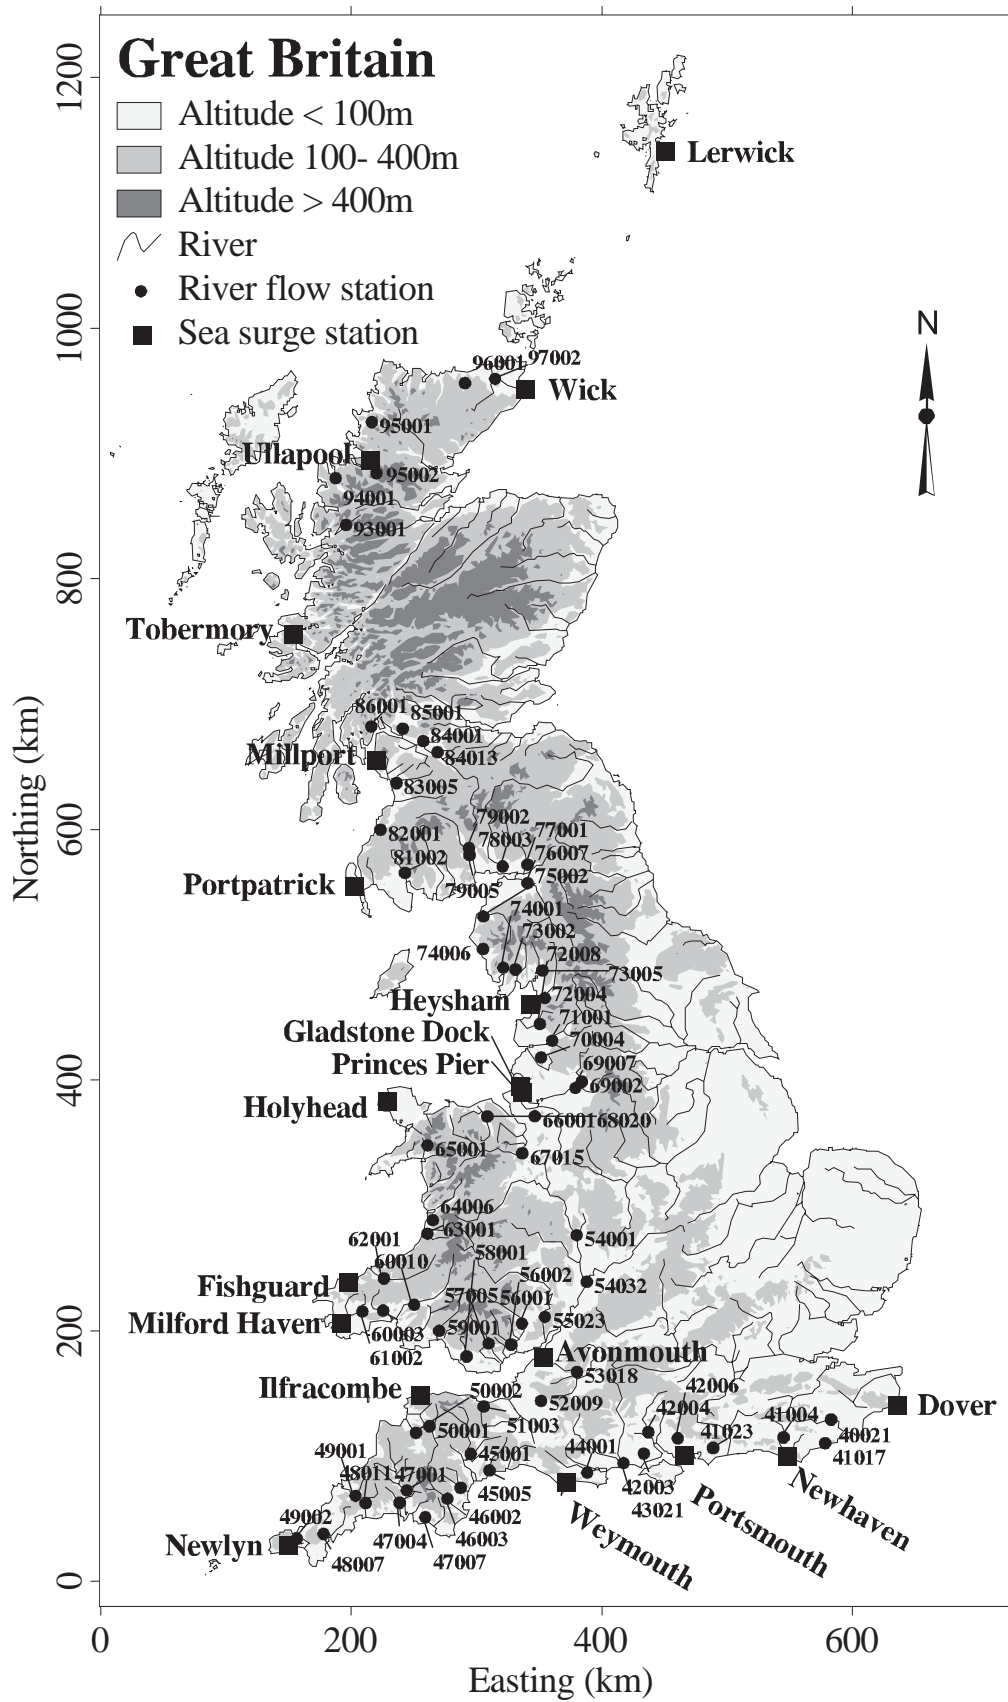 Great Britain
Altitude < 100m
Altitude 100- 400m
Altitude > 400m
River
River flow station
Sea surge station
N
Lerwick
96001
97002
Wick
95001
Ullapool
95002
94001
93001
Tobermory
86001
85001
84001
Millport
84013
83005
79002
82001
78003
77001
81002
76007
Portpatrick
79005
75002
74001
73002
74006
72008
73005
Heysham
72004
71001
Gladstone Dock
70004
Princes Pier
69007
69002
Holyhead
66001
68020
65001
67015
64006
62001
63001
58001
54001
60010
56002
Fishguard
57005
56001
54032
Milford Haven
60003
59001
55023
61002
Avonmouth
53018
Ilfracombe
50002
42006
52009
42004
41004
Dover
51003
50001
41023
40021
49001
45001
44001
41017
48011
47001
45005
42003
Newhaven
49002
46002
43021
Portsmouth
Newlyn
47004
46003
Weymouth
48007
47007
1200
1000
800
600
400
200
0
Northing (km)
0
200
400
600
Easting (km)